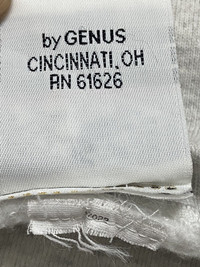 by GENUS
CINCINNATI, OH
RN 61626